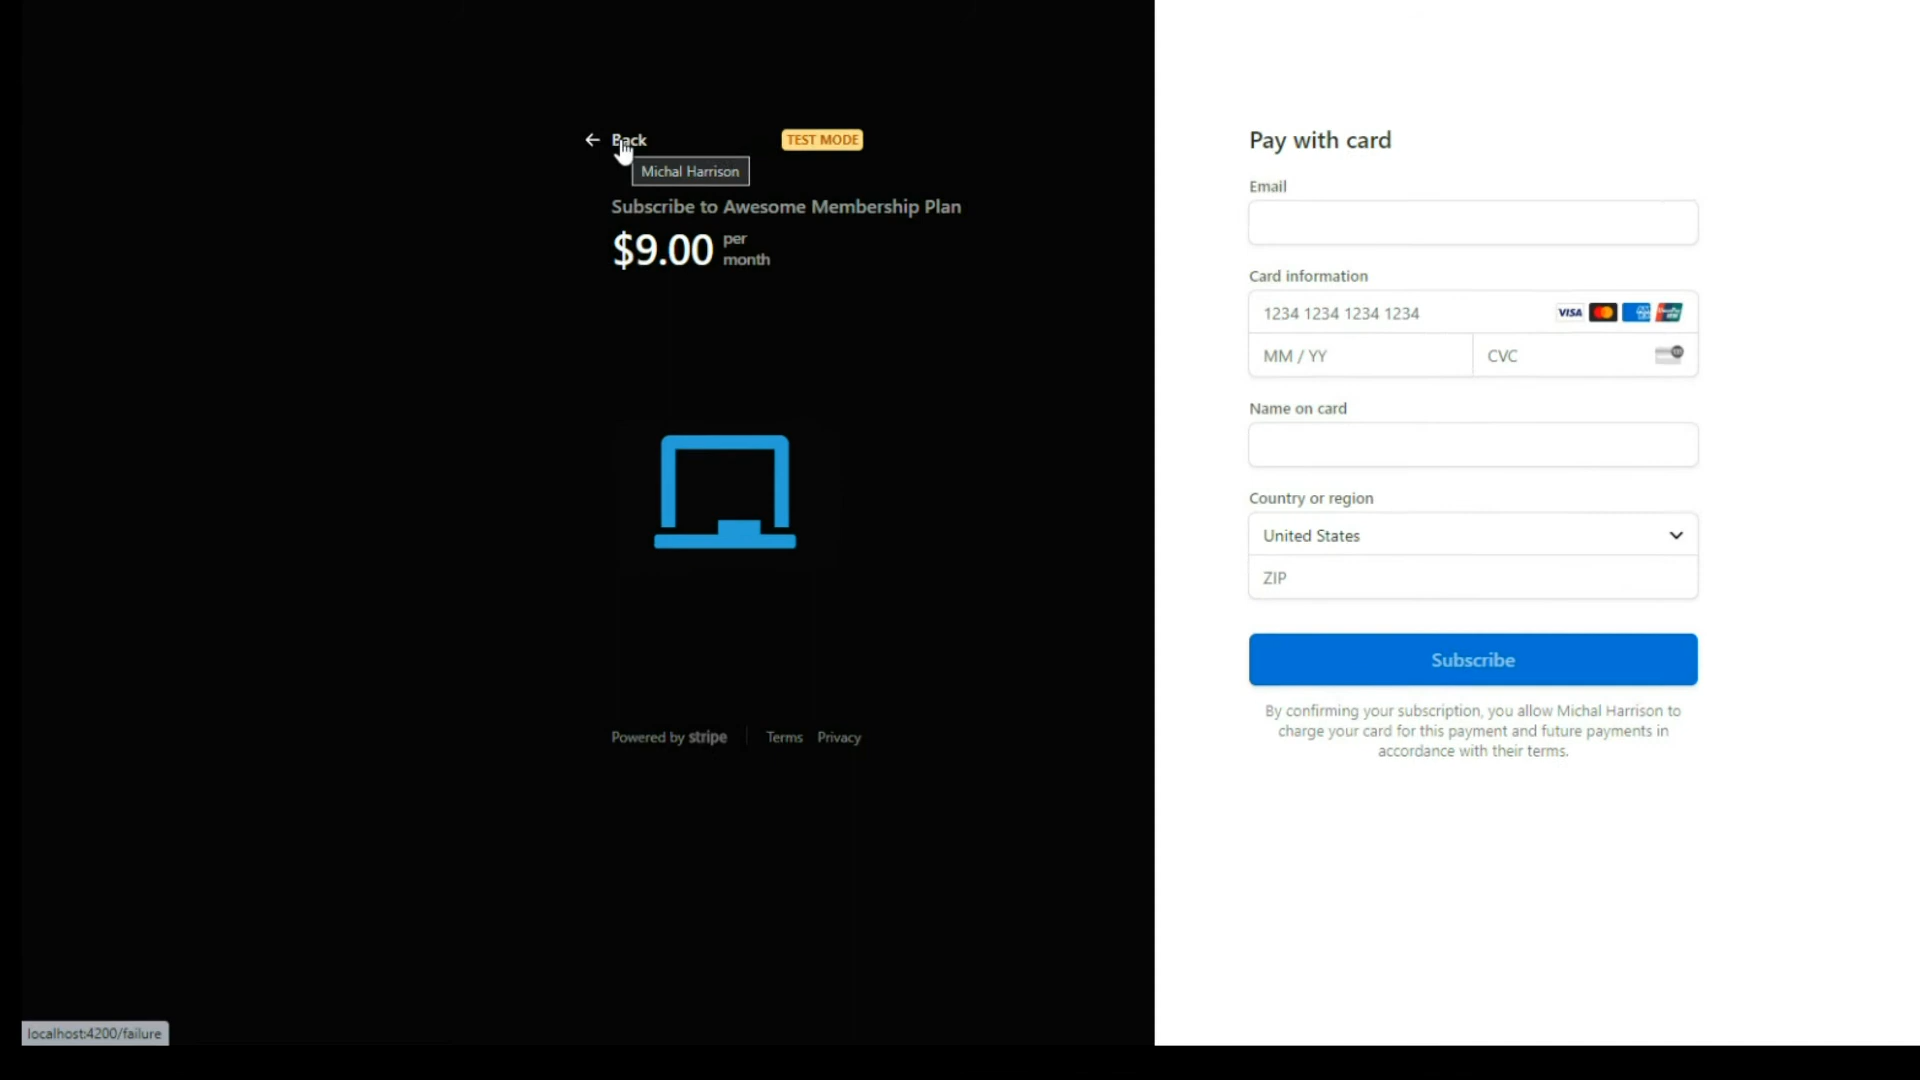 Back
TEST MODE
Michal Harrison
Subscribe to Awesome Membership Plan
$9.00 per
month
Powered by stripe
Terms
Privacy
Pay with card
Email
Card information
1234 1234 1234 1234
VISA
MM / YY
CVC
Name on card
Country or region
United States
ZIP
Subscribe
By confirming your subscription, you allow Michal Harrison to
charge your card for this payment and future payments in
accordance with their terms.
localhost:4200/failure